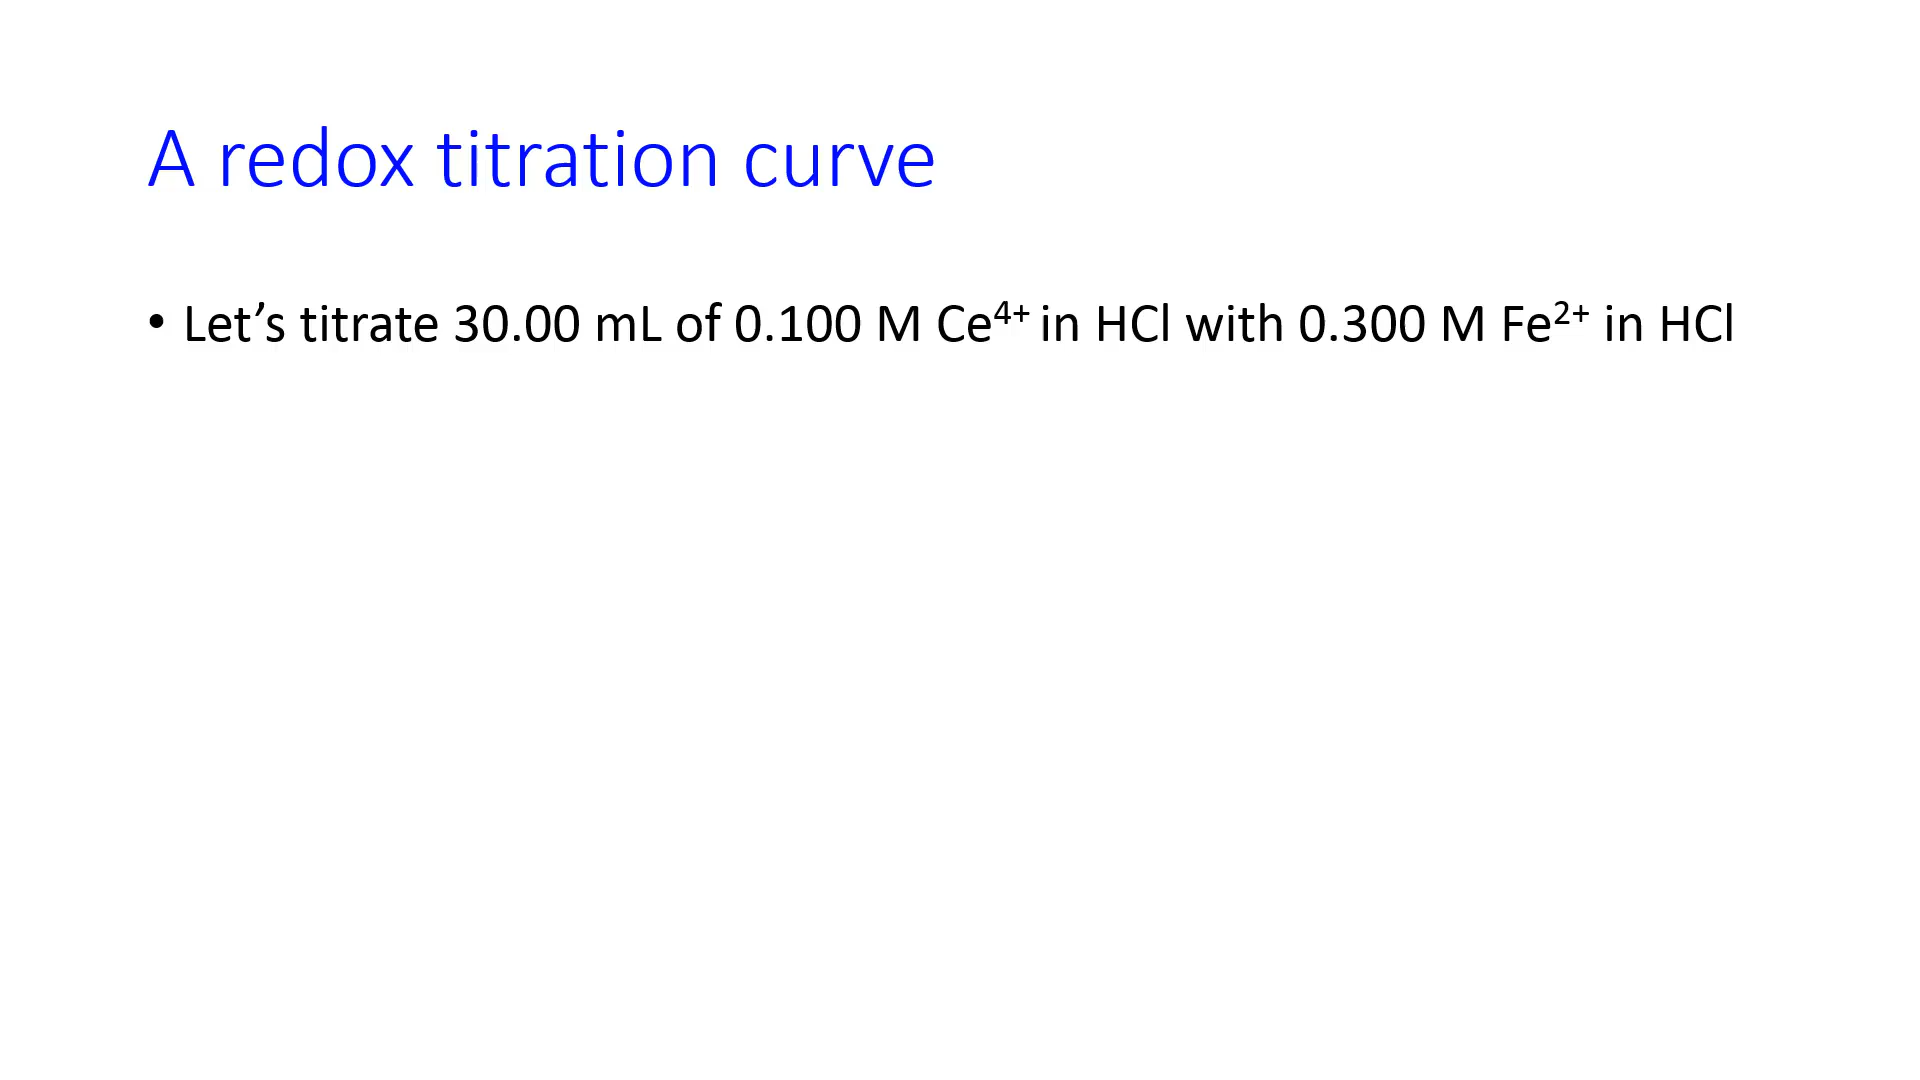 A redox titration curve
• Let’s titrate 30.00 mL of 0.100 M Ce⁴⁺ in HCl with 0.300 M Fe²⁺ in HCl